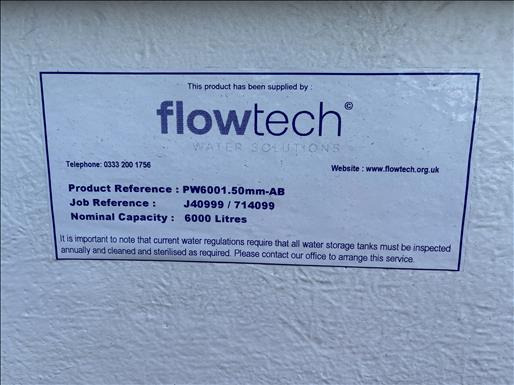 This product has been supplied by :
flowtech©
WATER SOLUTIONS
Telephone: 0333 200 1756 Website : www.flowtech.org.uk
Product Reference : PW6001.50mm-AB
Job Reference : J40999 / 714099
Nominal Capacity : 6000 Litres
It is important to note that current water regulations require that all water storage tanks must be inspected
annually and cleaned and sterilised as required. Please contact our office to arrange this service.